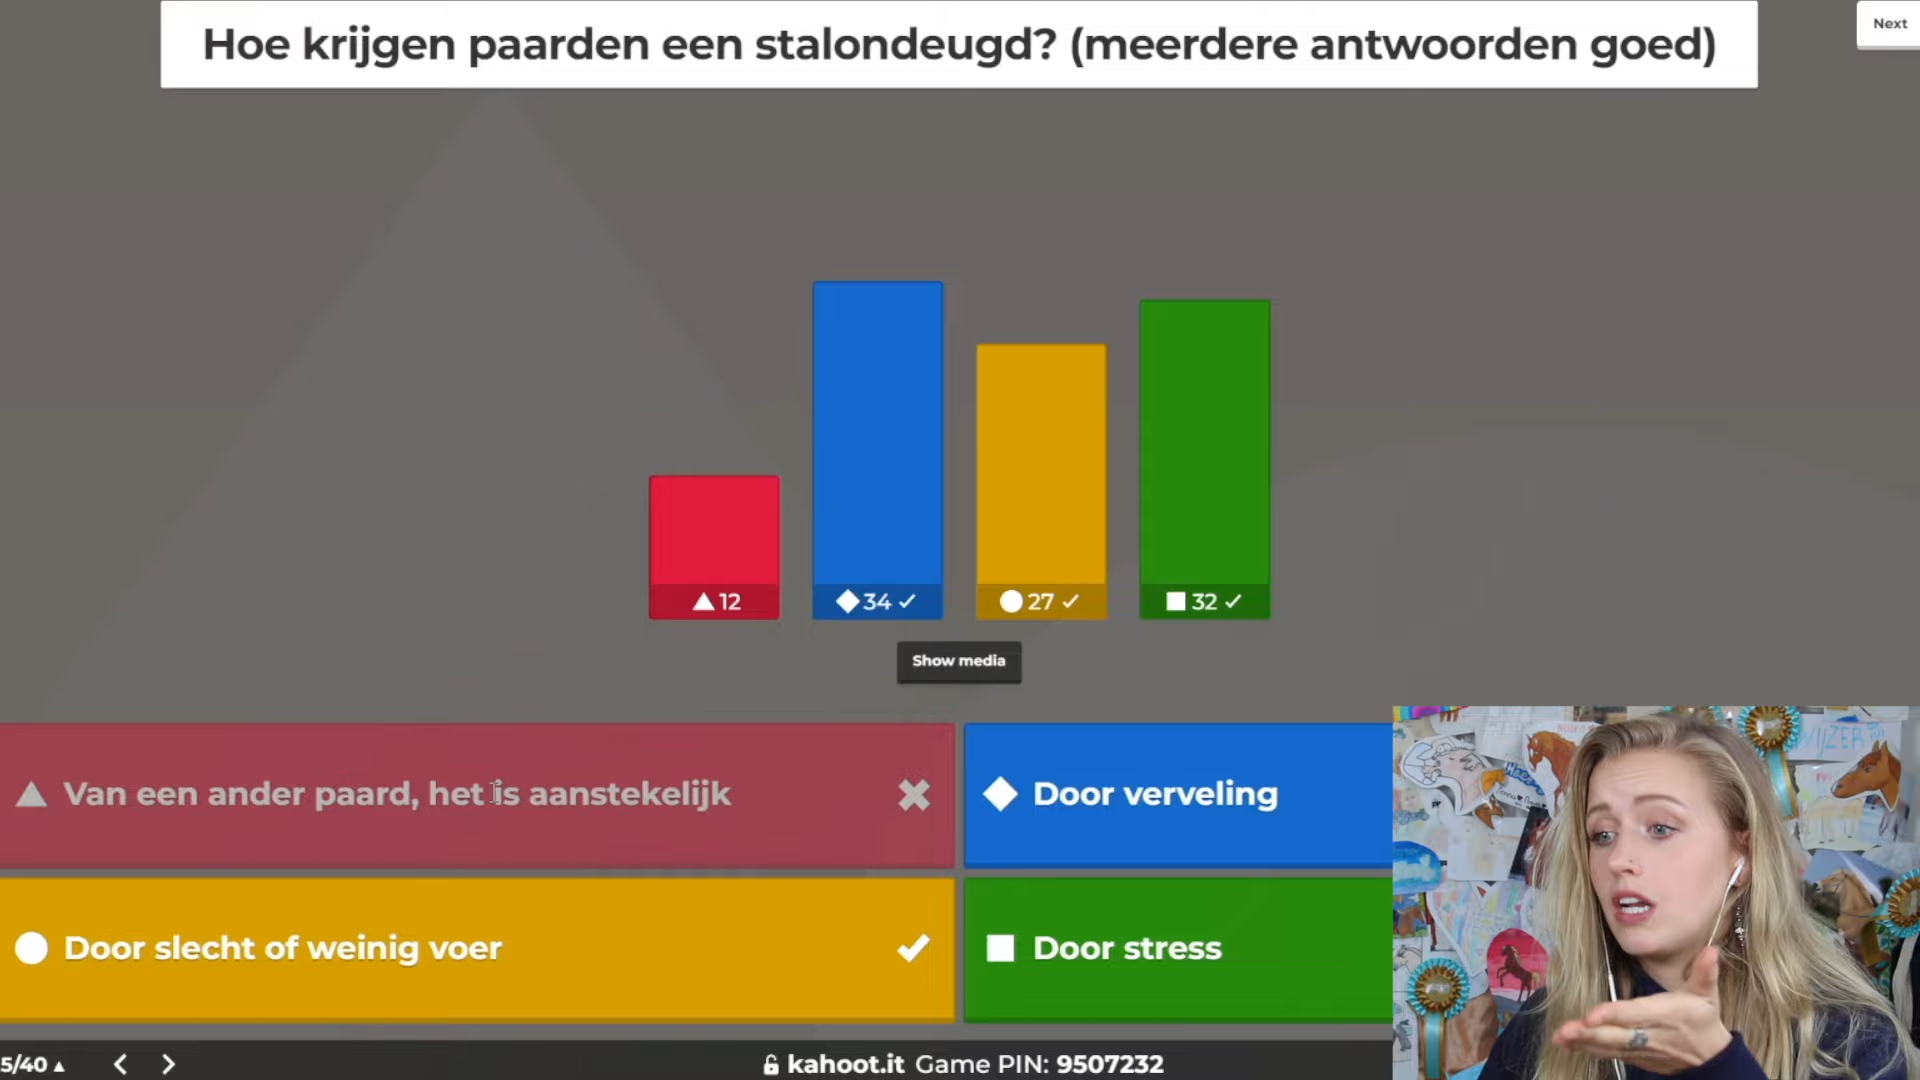 Hoe krijgen paarden een stalondeugd? (meerdere antwoorden goed)
Next
12
34
27
32
Show media
Van een ander paard, het is aanstekelijk
Door verveling
Door slecht of weinig voer
Door stress
5/40
kahoot.it Game PIN: 9507232
WIJZER